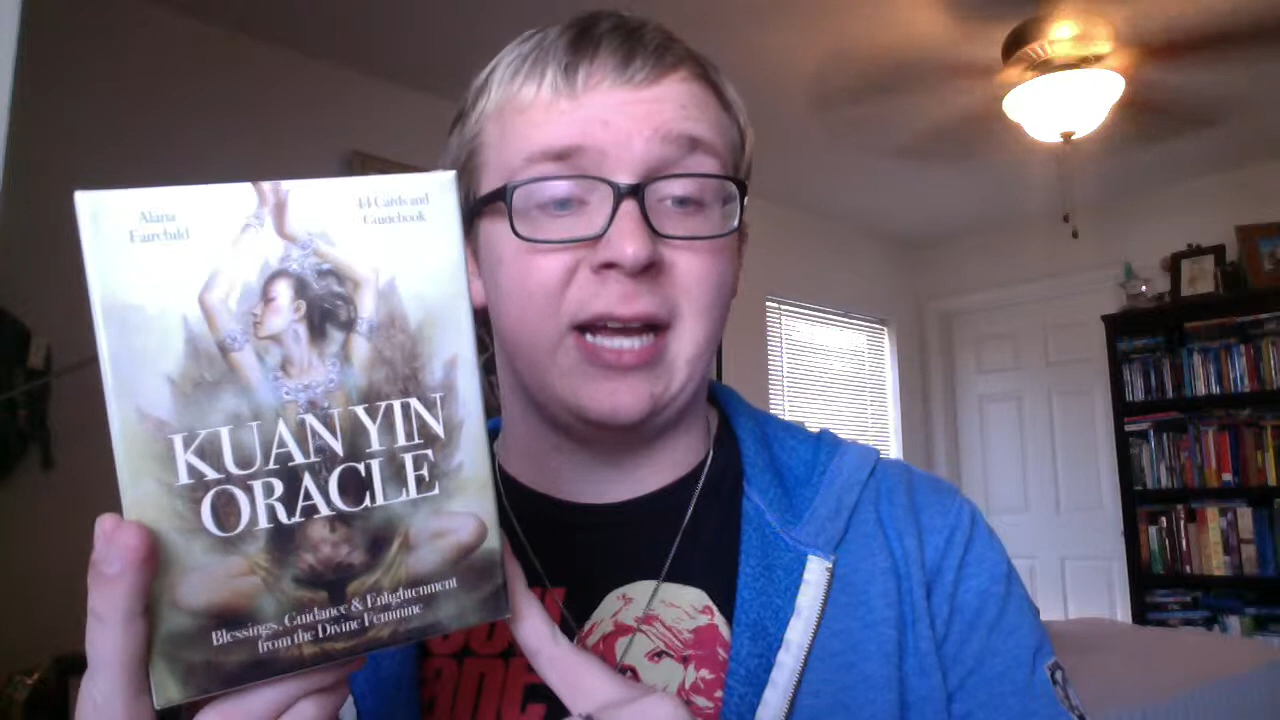 Alana
Fairchild
44 Cards and
Guidebook
KUAN YIN
ORACLE
Blessings, Guidance & Enlightenment
from the Divine Feminine